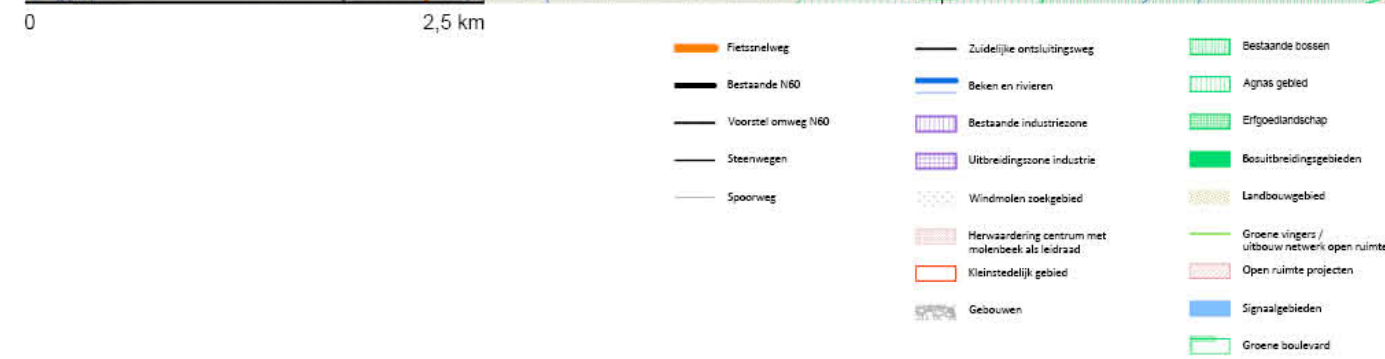 0 2,5 km
Fietssnelweg
Bestaande N60
Voorstel omweg N60
Steenwegen
Spoorweg
Zuidelijke ontsluitingsweg
Beken en rivieren
Bestaande industriezone
Uitbreidingszone industrie
Windmolen zoekgebied
Herwaardering centrum met
molenbeek als leidraad
Kleinstedelijk gebied
Gebouwen
Bestaande bossen
Agnas gebied
Erfgoedlandschap
Bosuitbreidingsgebieden
Landbouwgebied
Groene vingers /
uitbouw netwerk open ruimte
Open ruimte projecten
Signaalgebieden
Groene boulevard